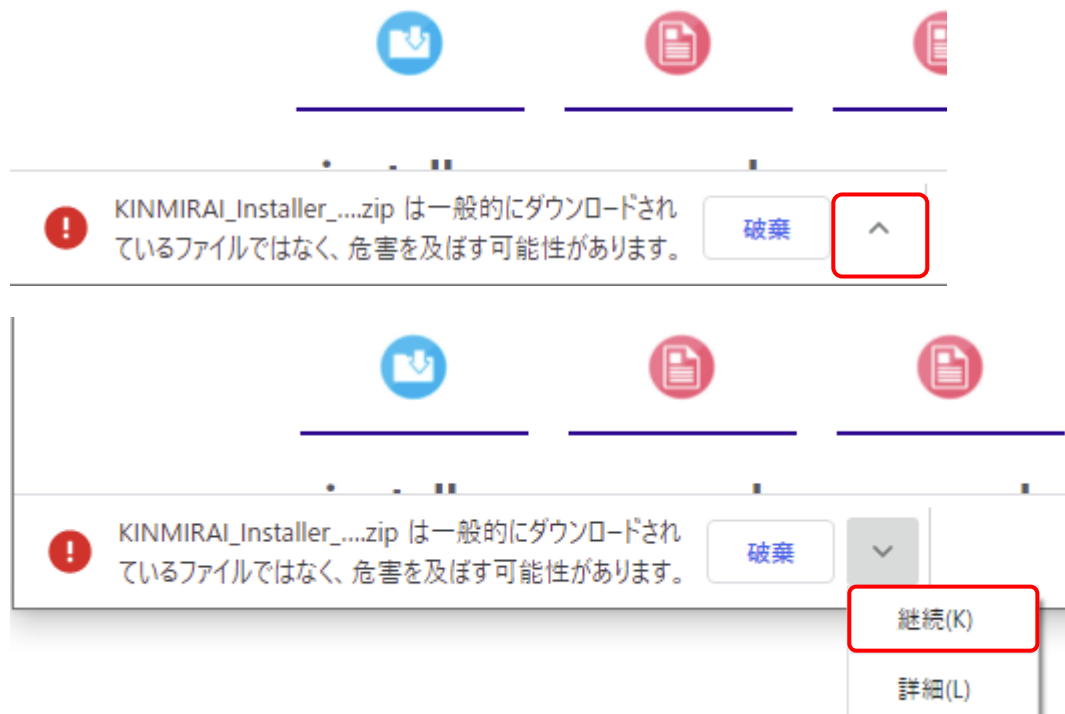 KINMIRAI_Installer_....zip は一般的にダウンロードされ
ているファイルではなく、危害を及ぼす可能性があります。
破棄
KINMIRAI_Installer_....zip は一般的にダウンロードされ
ているファイルではなく、危害を及ぼす可能性があります。
破棄
継続(K)
詳細(L)